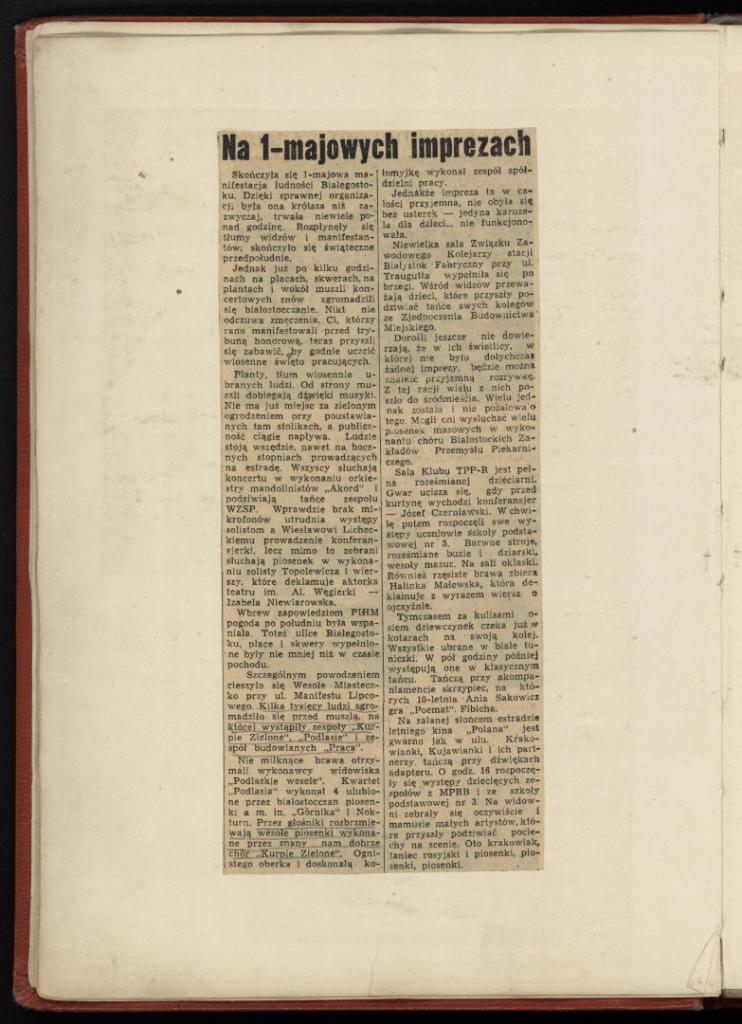 Na 1-majowych imprezach
Skończyła się 1-majowa ma-
nifestacja ludności Białegosto-
ku. Dzięki sprawnej organiza-
cji była ona krótsza niż za-
zwyczaj, trwała niewiele po-
nad godzinę. Rozpłynęły się
tłumy widzów i manifestan-
tów, skończyło się świąteczne
przedpołudnie.
Jednak już po kilku godzi-
nach na placach, skwerach, na
plantach i wokół muszli kon-
certowych znów zgromadzili
się białostocczanie. Nikt nie
odczuwa zmęczenia. Ci, którzy
rano manifestowali przed try-
buną honorową, teraz przyszli
się zabawić, by godnie uczcić
wiosenne święto pracujących.
Planty, tłum wiosennie u-
branych ludzi. Od strony mu-
szli dobiegają dźwięki muzyki.
Nie ma już miejsc za zielonym
ogrodzeniem przy poustawia-
nych tam stolikach, a publicz-
ność ciągle napływa. Ludzie
stoją wszędzie, nawet na bocz-
nych stopniach prowadzących
na estradę. Wszyscy słuchają
koncertu w wykonaniu orkie-
stry mandolinistów „Akord" i
podziwiają tańce zespołu
WZSP. Wprawdzie brak mi-
krofonów utrudnia występy
solistom a Wiesławowi Lichec-
kiemu prowadzenie konferan-
sjerki, lecz mimo to zebrani
słuchają piosenek w wykona-
niu solisty Topolewicza i wier-
szy, które deklamuje aktorka
teatru im. Al. Węgierki —
Izabela Niewiarowska.
Wbrew zapowiedziom PIHM
pogoda po południu była wspa-
niała. Toteż ulice Białegosto-
ku, place i skwery wypełnio-
ne były nie mniej niż w czasie
pochodu.
Szczególnym powodzeniem
cieszyło się Wesołe Miastecz-
ko przy ul. Manifestu Lipco-
wego. Kilka tysięcy ludzi zgro-
madziło się przed muszlą, na
której wystąpiły zespoły „Kur-
pie Zielone", „Podlasie" i ze-
spół budowlanych „Praca".
Nie milknące brawa otrzy-
mali wykonawcy widowiska
„Podlaskie wesele". Kwartet
„Podlasia" wykonał 4 ulubio-
ne przez białostocczan piosen-
ki a m. in. „Górnika" i Nok-
turn. Przez głośniki rozbrzmie-
wają wesołe piosenki wykona-
ne przez znany nam dobrze
chór „Kurpie Zielone". Ogni-
stego oberka i doskonałą ko-
łomyjkę wykonał zespół spół-
dzielni pracy.
Jednakże impreza ta w ca-
łości przyjemna, nie obyła się
bez usterek — jedyna karuze-
la dla dzieci... nie funkcjono-
wała.
Niewielka sala Związku Za-
wodowego Kolejarzy stacji
Białystok Fabryczny przy ul.
Traugutta wypełniła się po
brzegi. Wśród widzów przewa-
żają dzieci, które przyszły po-
dziwiać tańce swych kolegów
ze Zjednoczenia Budownictwa
Miejskiego.
Dorośli jeszcze nie dowie-
rzają, że w ich świetlicy, w
której nie było dotychczas
żadnej imprezy, będzie można
znaleźć przyjemną rozrywkę.
Z tej racji wielu z nich po-
szło do śródmieścia. Wielu jed-
nak zostało i nie pożałowało
tego. Mogli oni wysłuchać wielu
piosenek masowych w wyko-
naniu chóru Białostockich Za-
kładów Przemysłu Piekarni-
czego.
Sala Klubu TPP-R jest peł-
na roześmianej dzieciarni.
Gwar ucisza się, gdy przed
kurtynę wychodzi konferansjer
— Józef Czerniawski. W chwi-
lę potem rozpoczęli swe wy-
stępy uczniowie szkoły podsta-
wowej nr 5. Barwne stroje,
roześmiane buzie i dziarski,
wesoły mazur. Na sali oklaski.
Również rzęsiste brawa zbiera
Halinka Malewska, która de-
klamuje z wyrazem wiersz o
ojczyźnie.
Tymczasem za kulisami o-
siem dziewczynek czeka już w
kotarach na swoją kolej.
Wszystkie ubrane w białe tu-
niczki. W pół godziny później
występują one w klasycznym
tańcu. Tańczą przy akompa-
niamencie skrzypiec, na któ-
rych 10-letnia Ania Sakowicz
gra „Poemat". Fibicha.
Na zalanej słońcem estradzie
letniego kina „Polana" jest
gwarno jak w ulu. Krako-
wianki, Kujawianki i ich part-
nerzy tańczą przy dźwiękach
adapteru. O godz. 16 rozpoczę-
ły się występy dziecięcych ze-
społów z MPRB i ze szkoły
podstawowej nr 3. Na widow-
ni zebrały się oczywiście i
mamusie małych artystów, któ-
re przyszły podziwiać pocie-
chy na scenie. Oto krakowiak,
taniec rosyjski i piosenki, pio-
senki, piosenki.